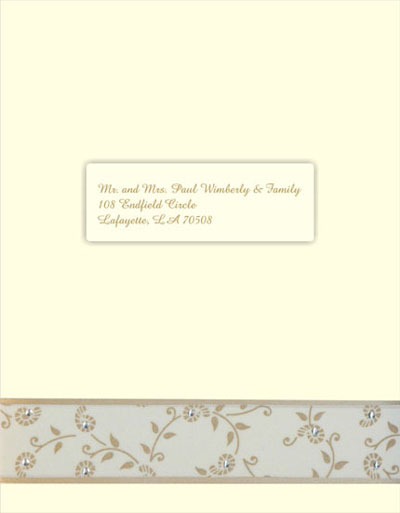 Mr. and Mrs. Paul Wimberly & Family
108 Endfield Circle
Lafayette, LA 70508